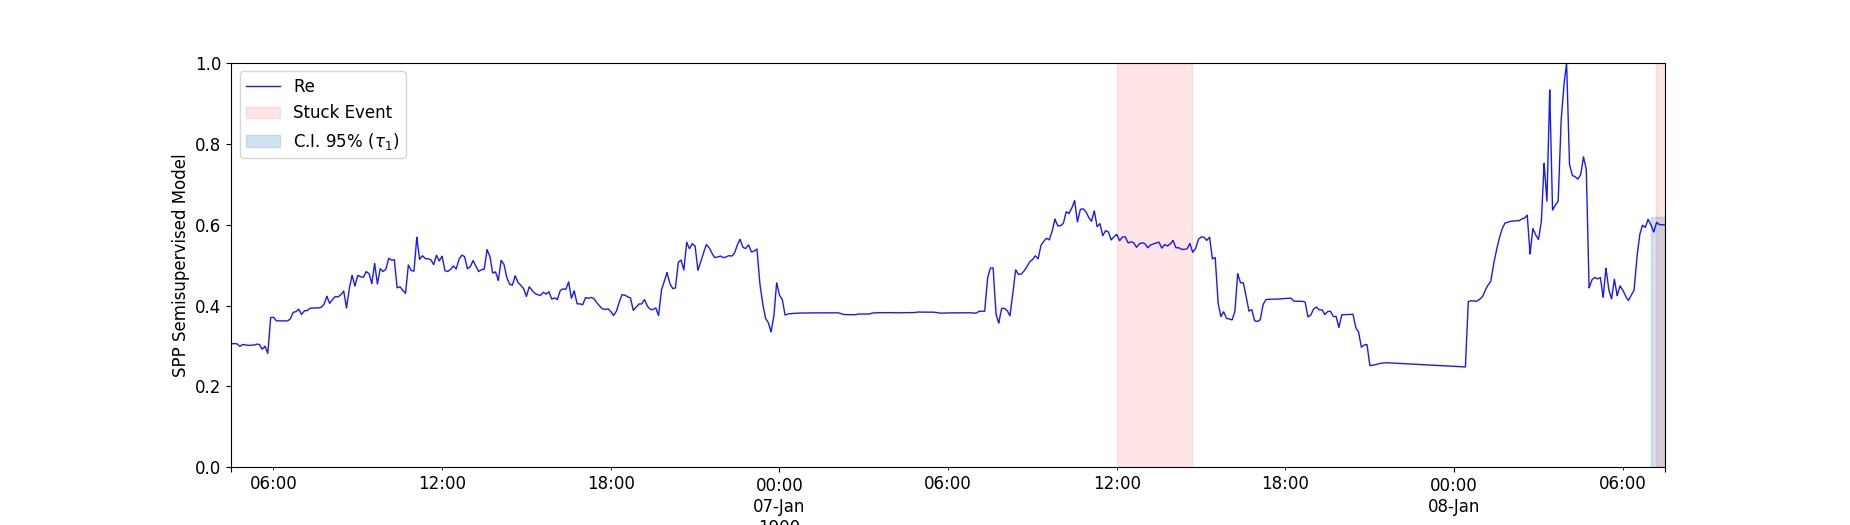 1.0
0.8
0.6
0.4
0.2
0.0
SPP Semisupervised Model
Re
Stuck Event
C.I. 95% (τ₁)
06:00 12:00 18:00 00:00 06:00 12:00 18:00 00:00 06:00
07-Jan 08-Jan
1900